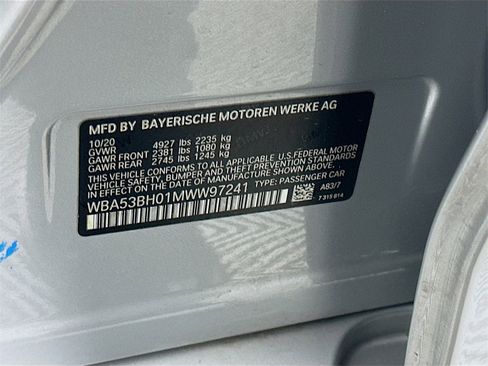 MFD BY BAYERISCHE MOTOREN WERKE AG
10/20
GVWR 4927 lbs 2235 kg
GAWR FRONT 2381 lbs 1080 kg
GAWR REAR 2745 lbs 1245 kg
THIS VEHICLE CONFORMS TO ALL APPLICABLE U.S.FEDERAL MOTOR
VEHICLE SAFETY, BUMPER AND THEFT PREVENTION STANDARDS
IN EFFECT ON THE DATE OF MANUFACTURE SHOWN ABOVE.
WBA53BH01MWW97241 TYPE: PASSENGER CAR
A83/7
7 315 814